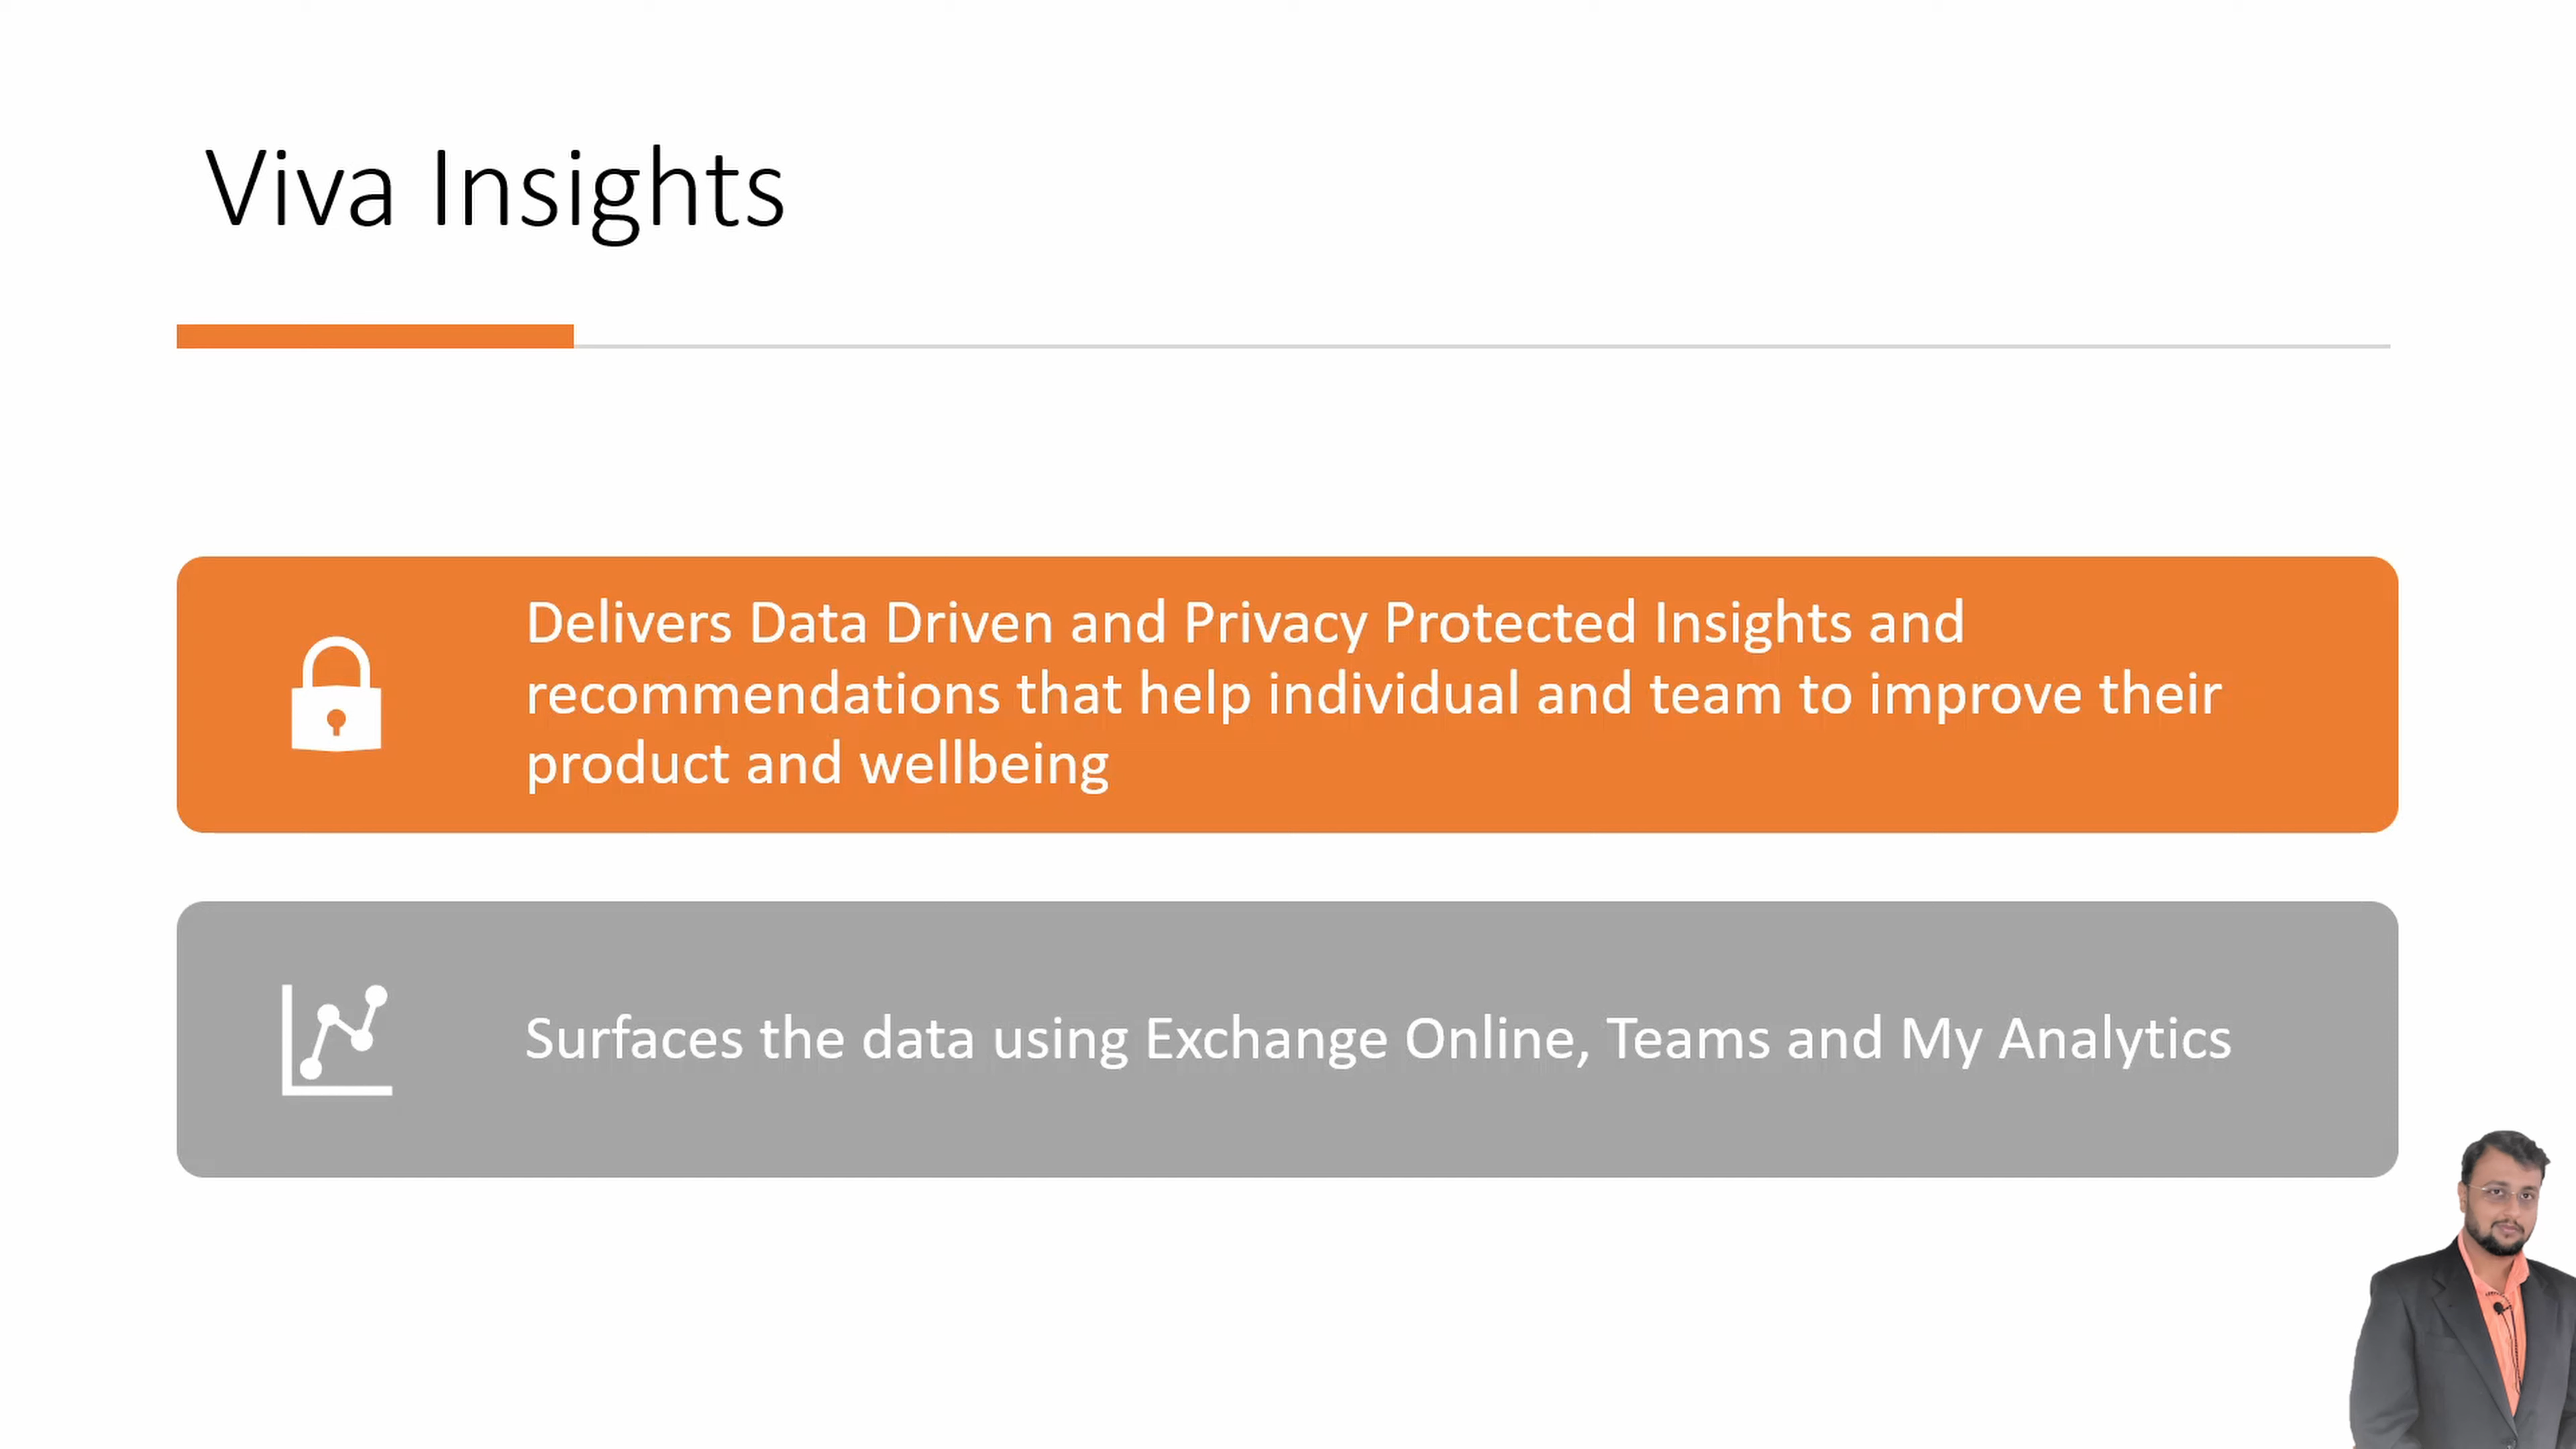 Viva Insights
Delivers Data Driven and Privacy Protected Insights and
recommendations that help individual and team to improve their
product and wellbeing
Surfaces the data using Exchange Online, Teams and My Analytics